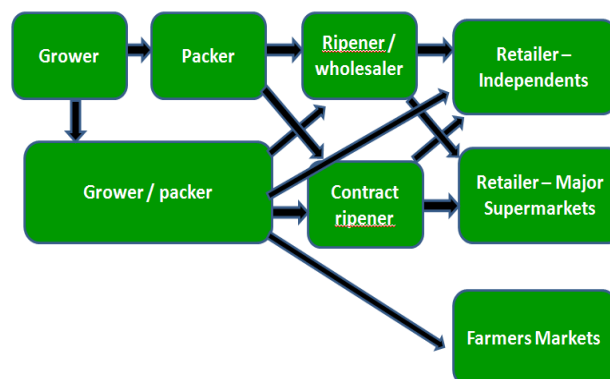 Grower
Packer
Ripener /
wholesaler
Retailer –
Independents
Grower / packer
Contract
ripener
Retailer – Major
Supermarkets
Farmers Markets